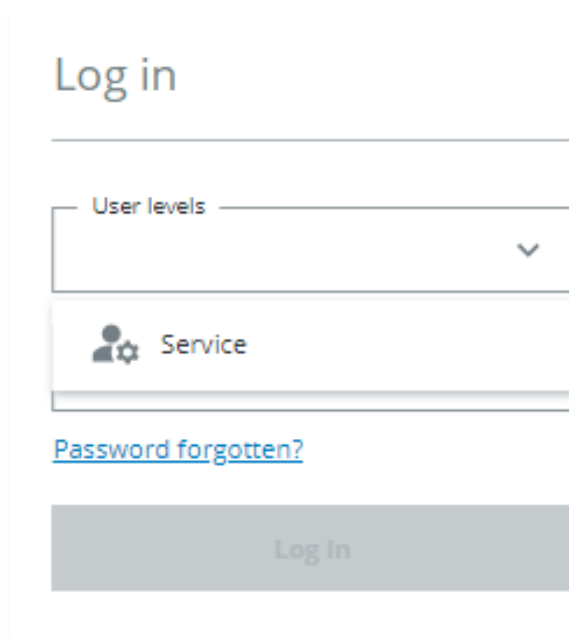 Log in
User levels
Service
Password forgotten?
Log in